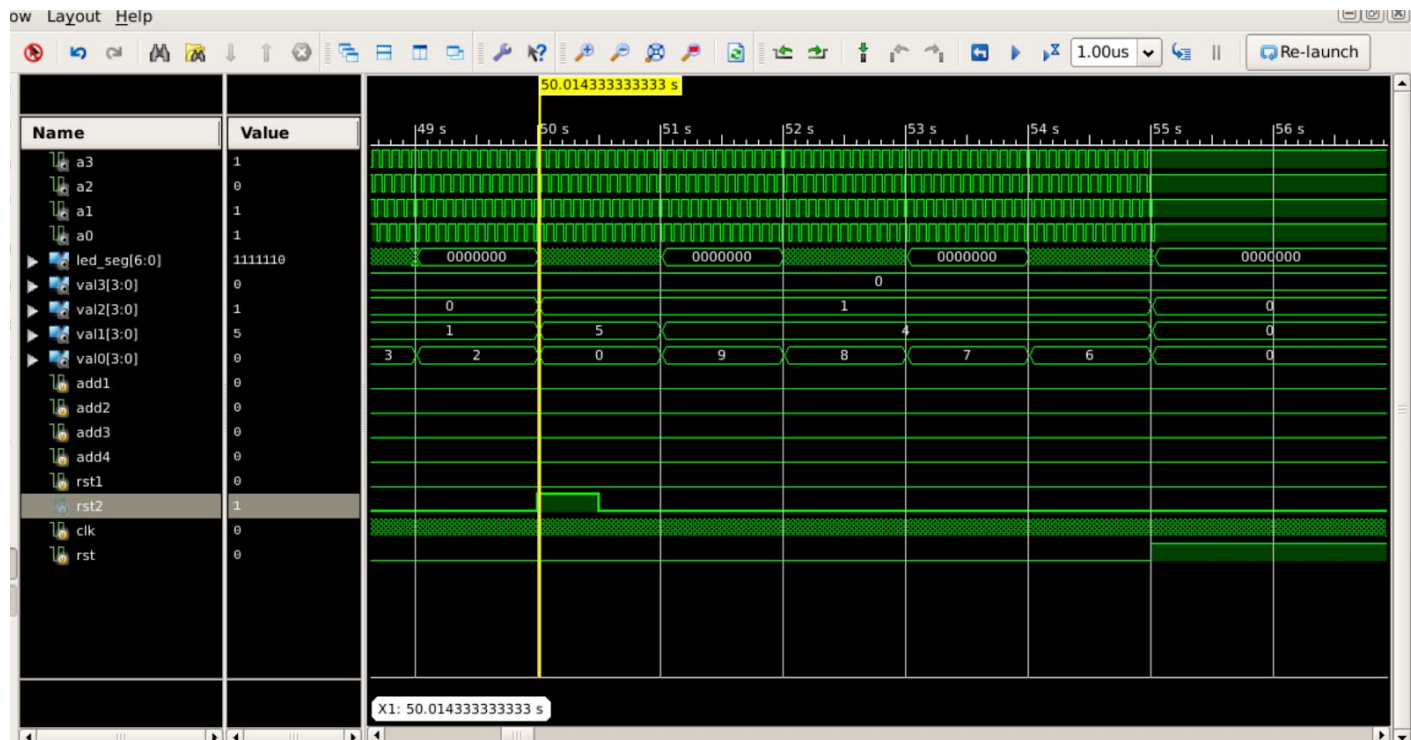 ow Layout Help
1.00us Re-launch
50.014333333333 s
Name Value 49 s 50 s 51 s 52 s 53 s 54 s 55 s 56 s
a3 1
a2 0
a1 1
a0 1
led_seg[6:0] 1111110 0000000 0000000 0000000 0000000
val3[3:0] 0 0
val2[3:0] 1 0 1 0
val1[3:0] 5 1 5 4 0
val0[3:0] 0 3 2 0 9 8 7 6 0
add1 0
add2 0
add3 0
add4 0
rst1 0
rst2 1
clk 0
rst 0
X1: 50.014333333333 s